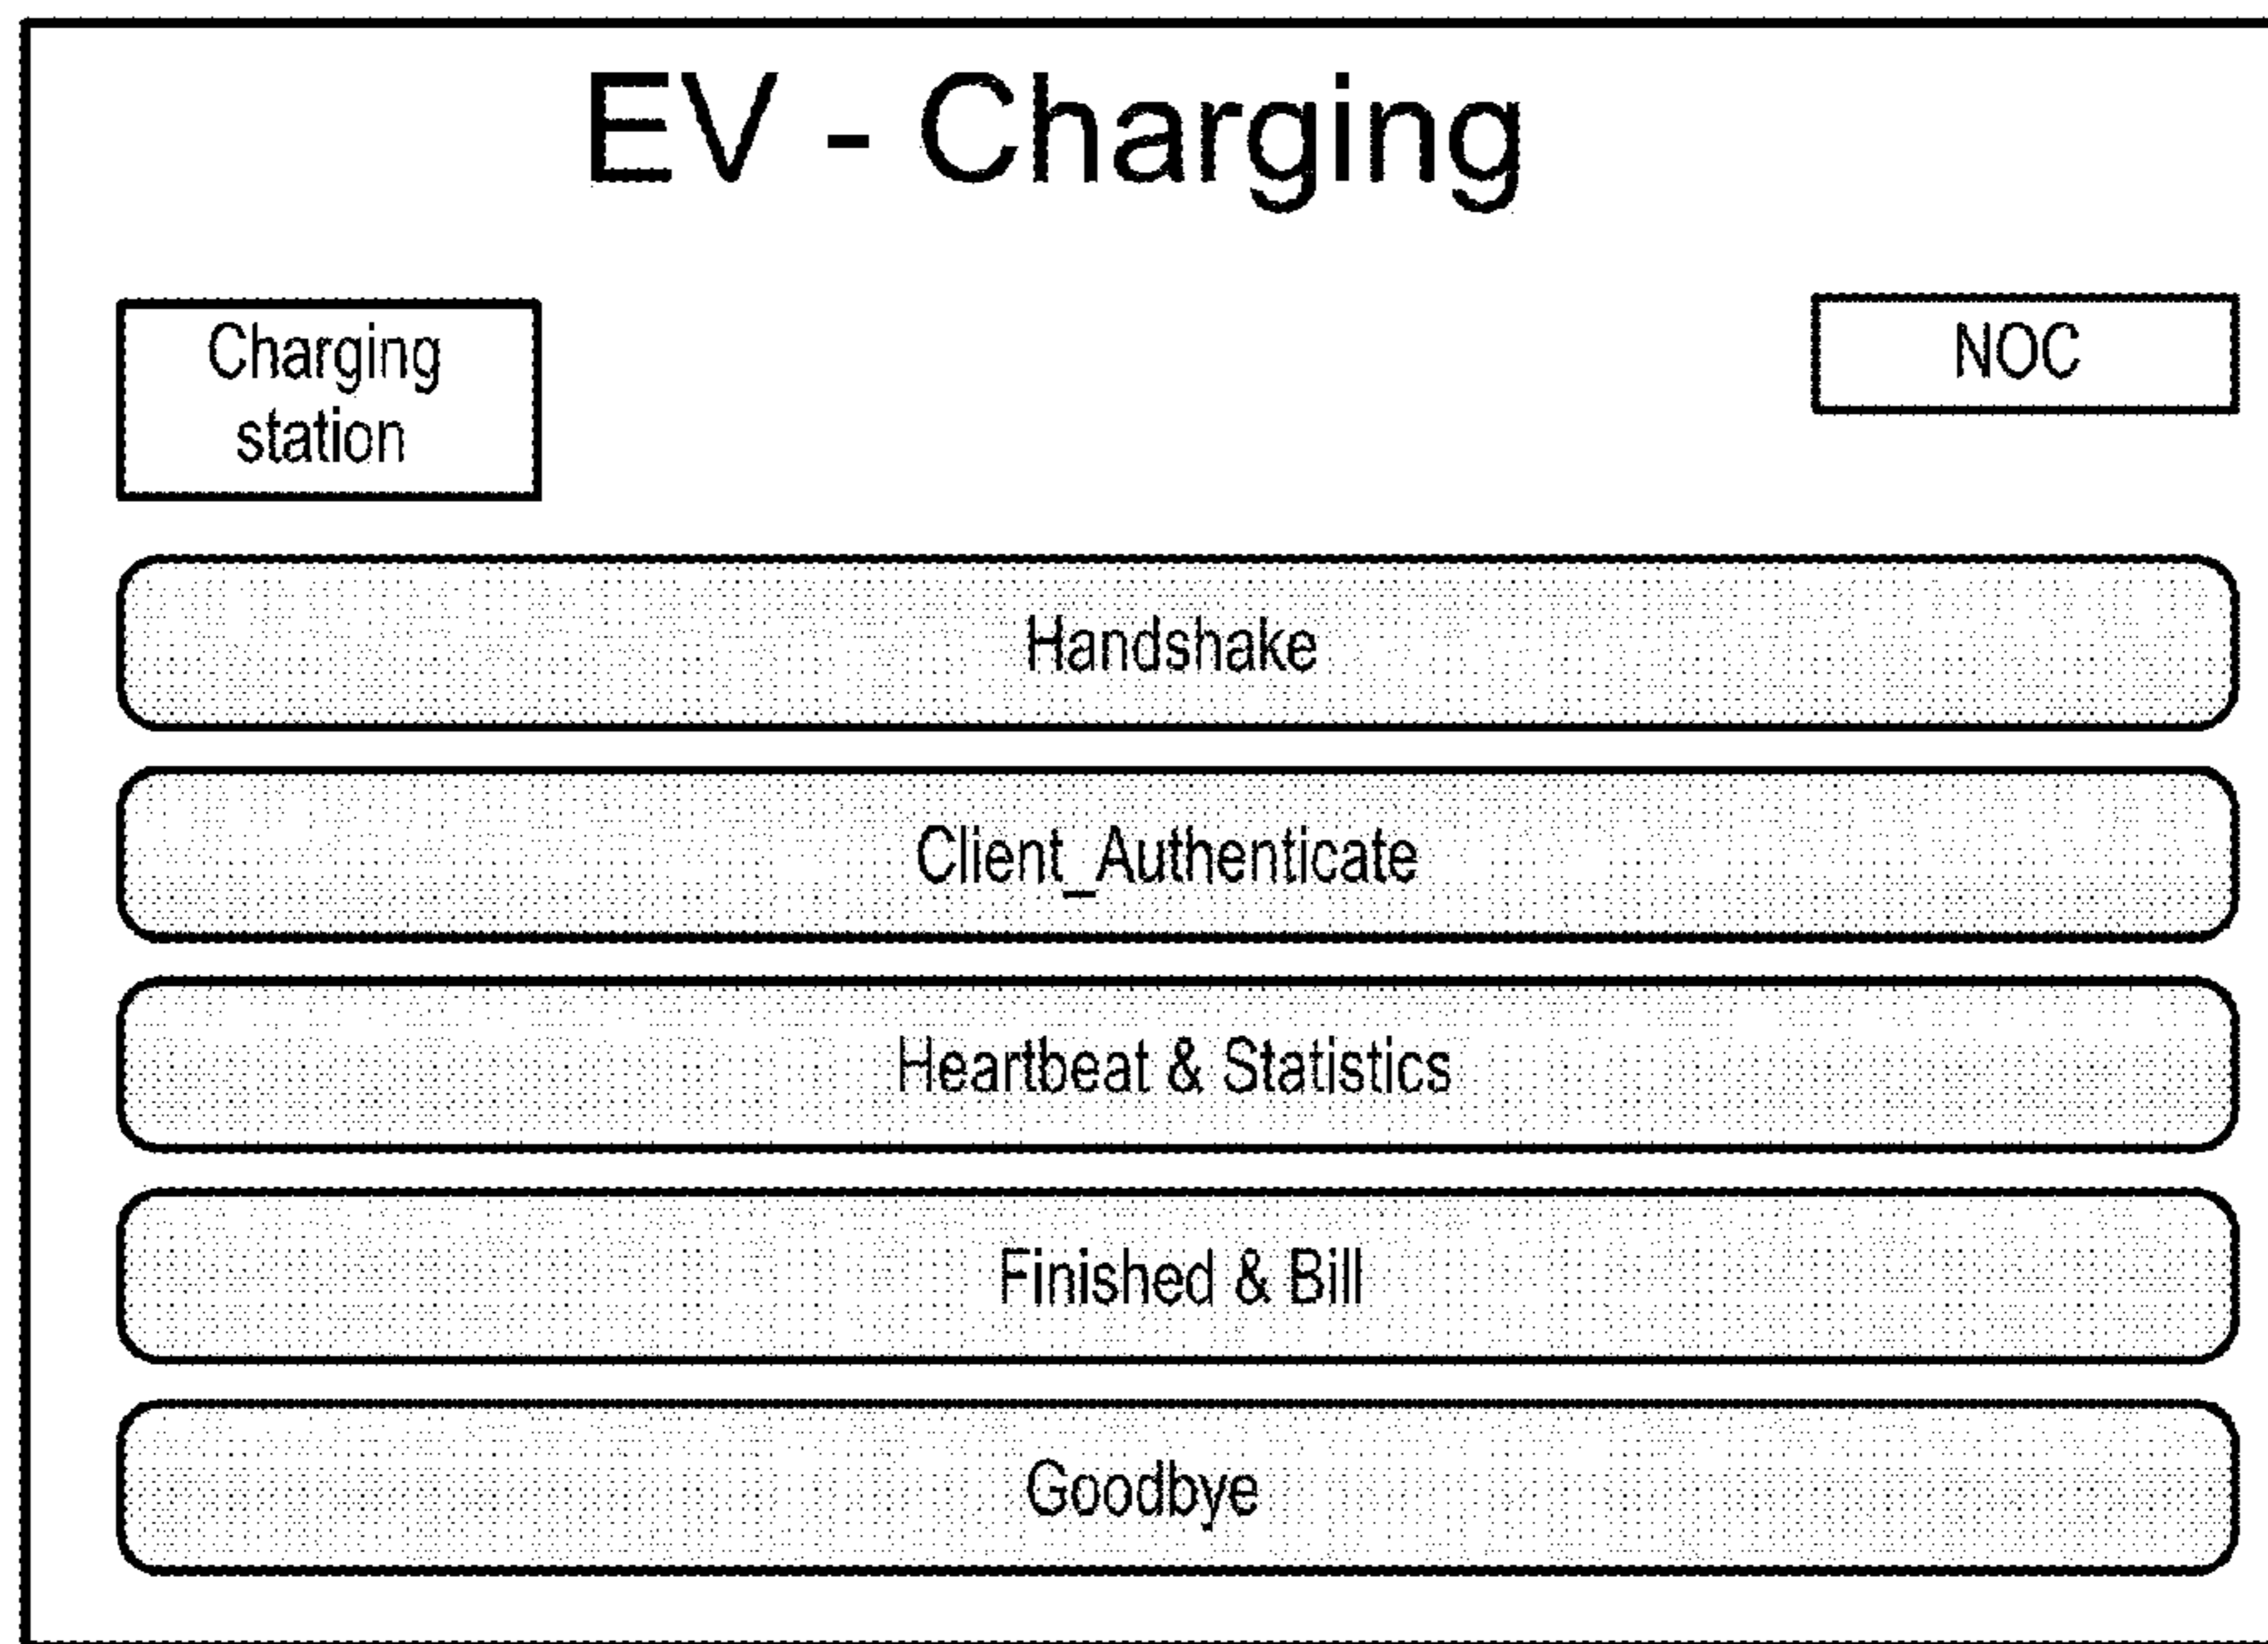 EV - Charging
Charging
station
NOC
Handshake
Client_Authenticate
Heartbeat & Statistics
Finished & Bill
Goodbye